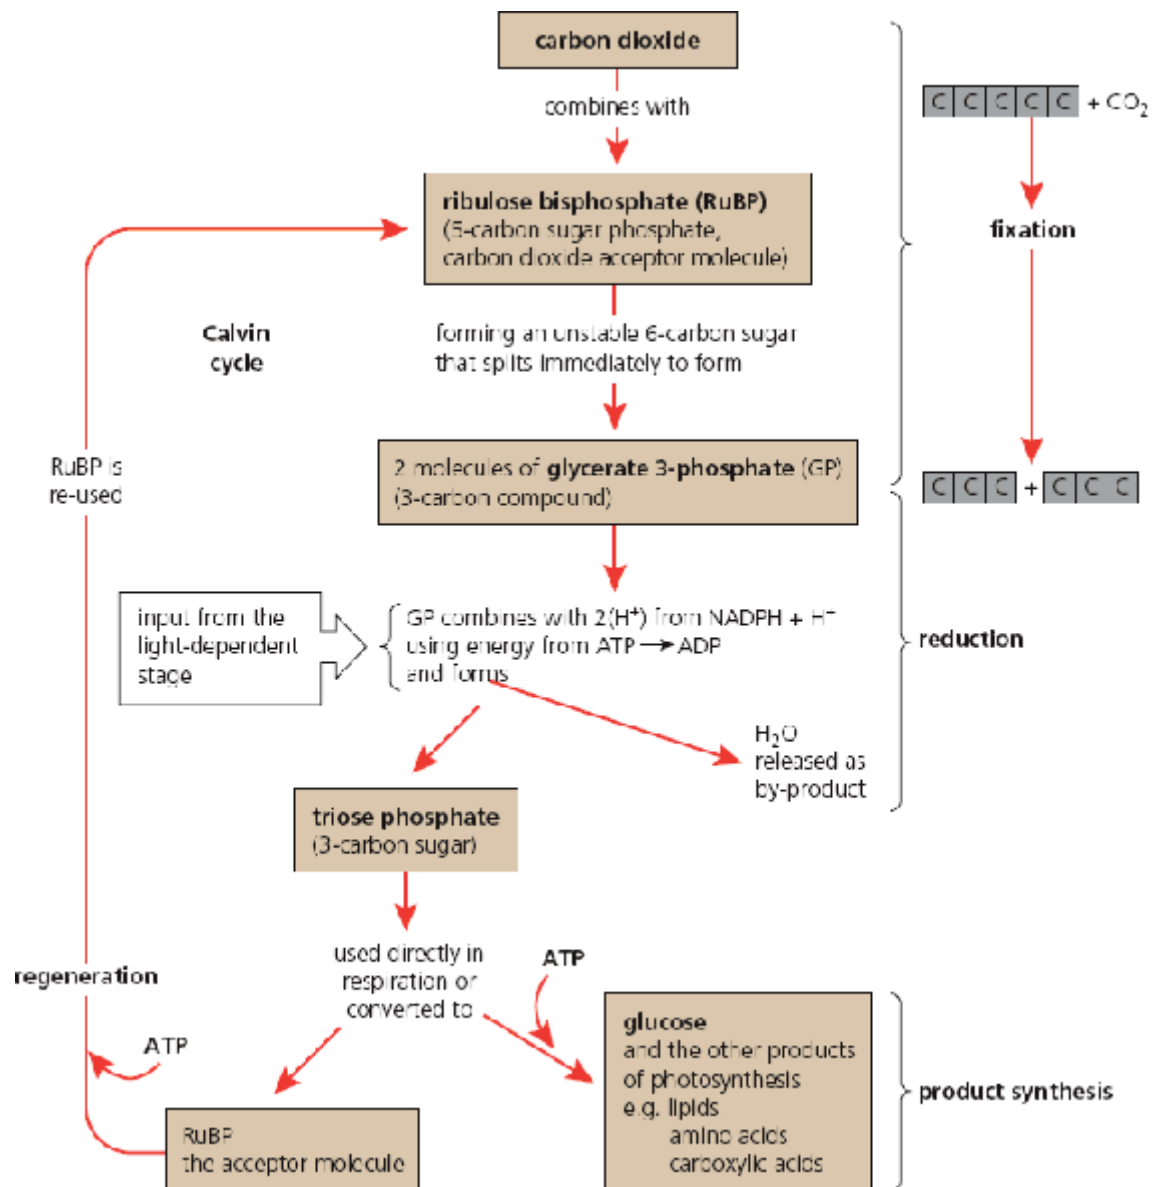 carbon dioxide
combines with
C C C C C + CO₂
ribulose bisphosphate (RuBP)
(5-carbon sugar phosphate,
carbon dioxide acceptor molecule)
fixation
Calvin
cycle
forming an unstable 6-carbon sugar
that splits immediately to form
RuBP is
re-used
2 molecules of glycerate 3-phosphate (GP)
(3-carbon compound)
C C C + C C C
input from the
light-dependent
stage
GP combines with 2(H⁺) from NADPH + H⁺
using energy from ATP → ADP
and forms
reduction
H₂O
released as
by-product
triose phosphate
(3-carbon sugar)
used directly in
respiration or
converted to
ATP
regeneration
ATP
glucose
and the other products
of photosynthesis
e.g. lipids
amino acids
carboxylic acids
product synthesis
RuBP
the acceptor molecule